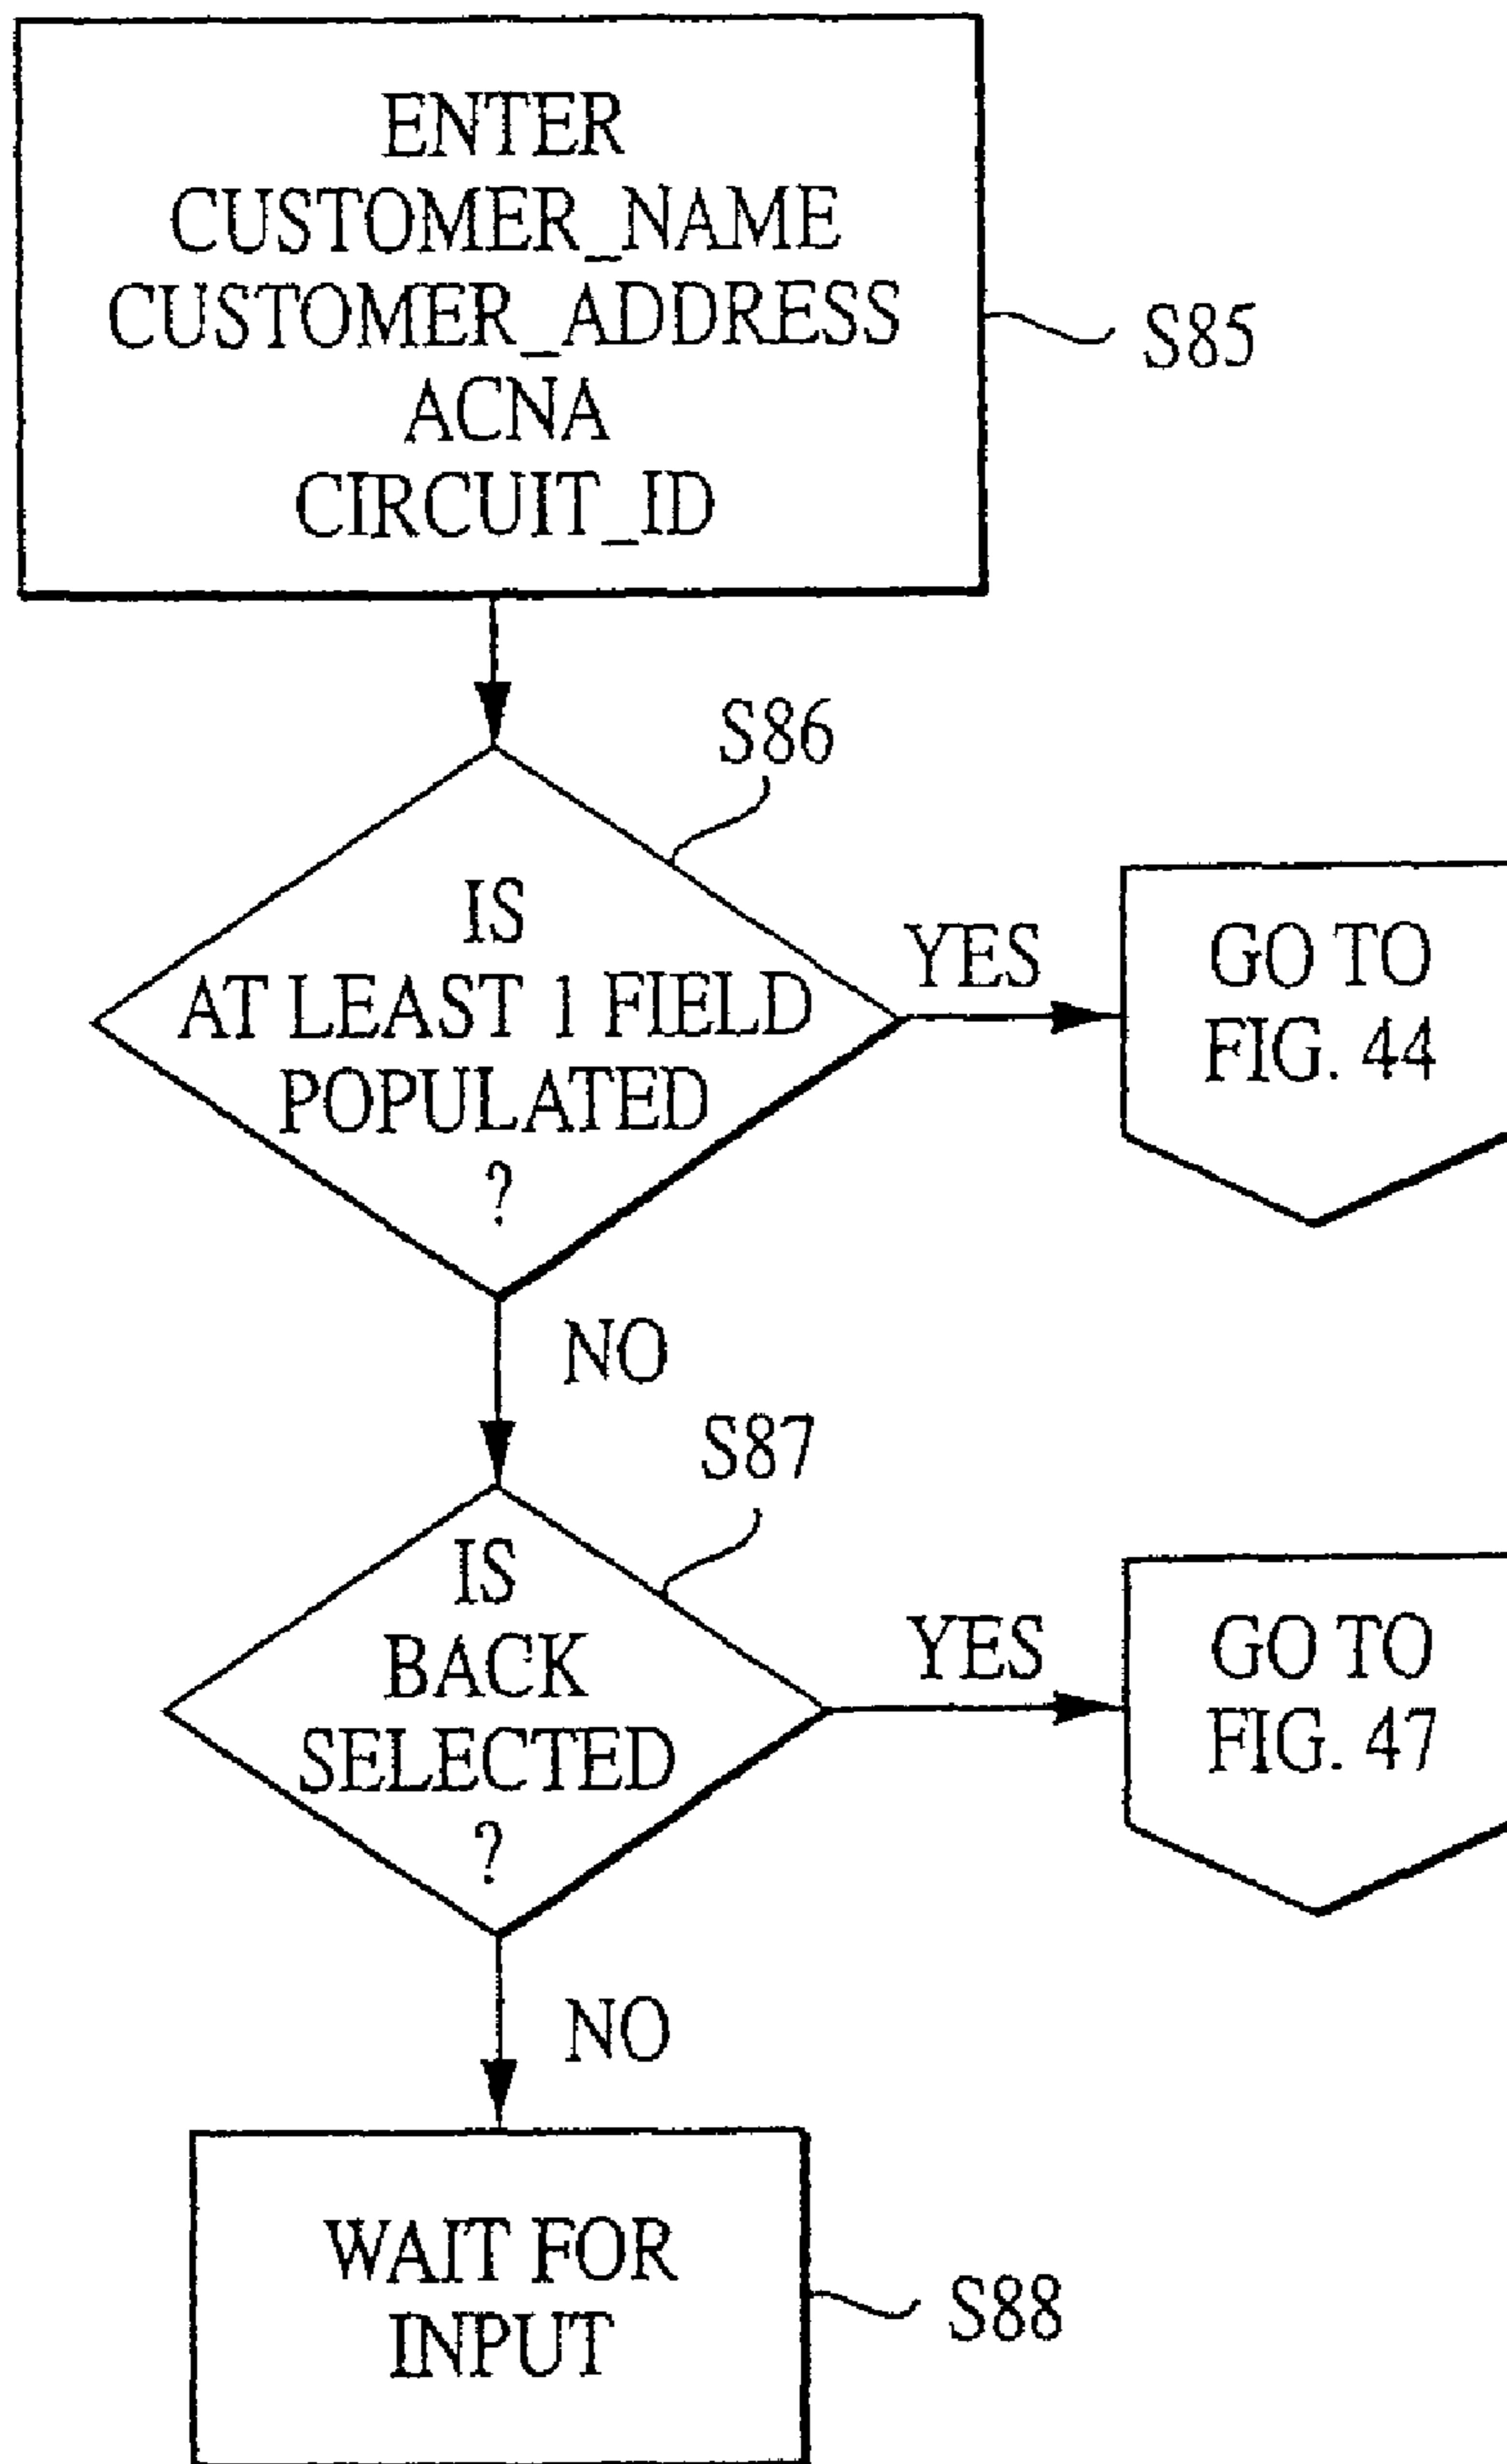 ENTER
CUSTOMER_NAME
CUSTOMER_ADDRESS
ACNA
CIRCUIT_ID
S85
S86
IS
AT LEAST 1 FIELD
POPULATED
?
YES
GO TO
FIG. 44
NO
S87
IS
BACK
SELECTED
?
YES
GO TO
FIG. 47
NO
WAIT FOR
INPUT
S88